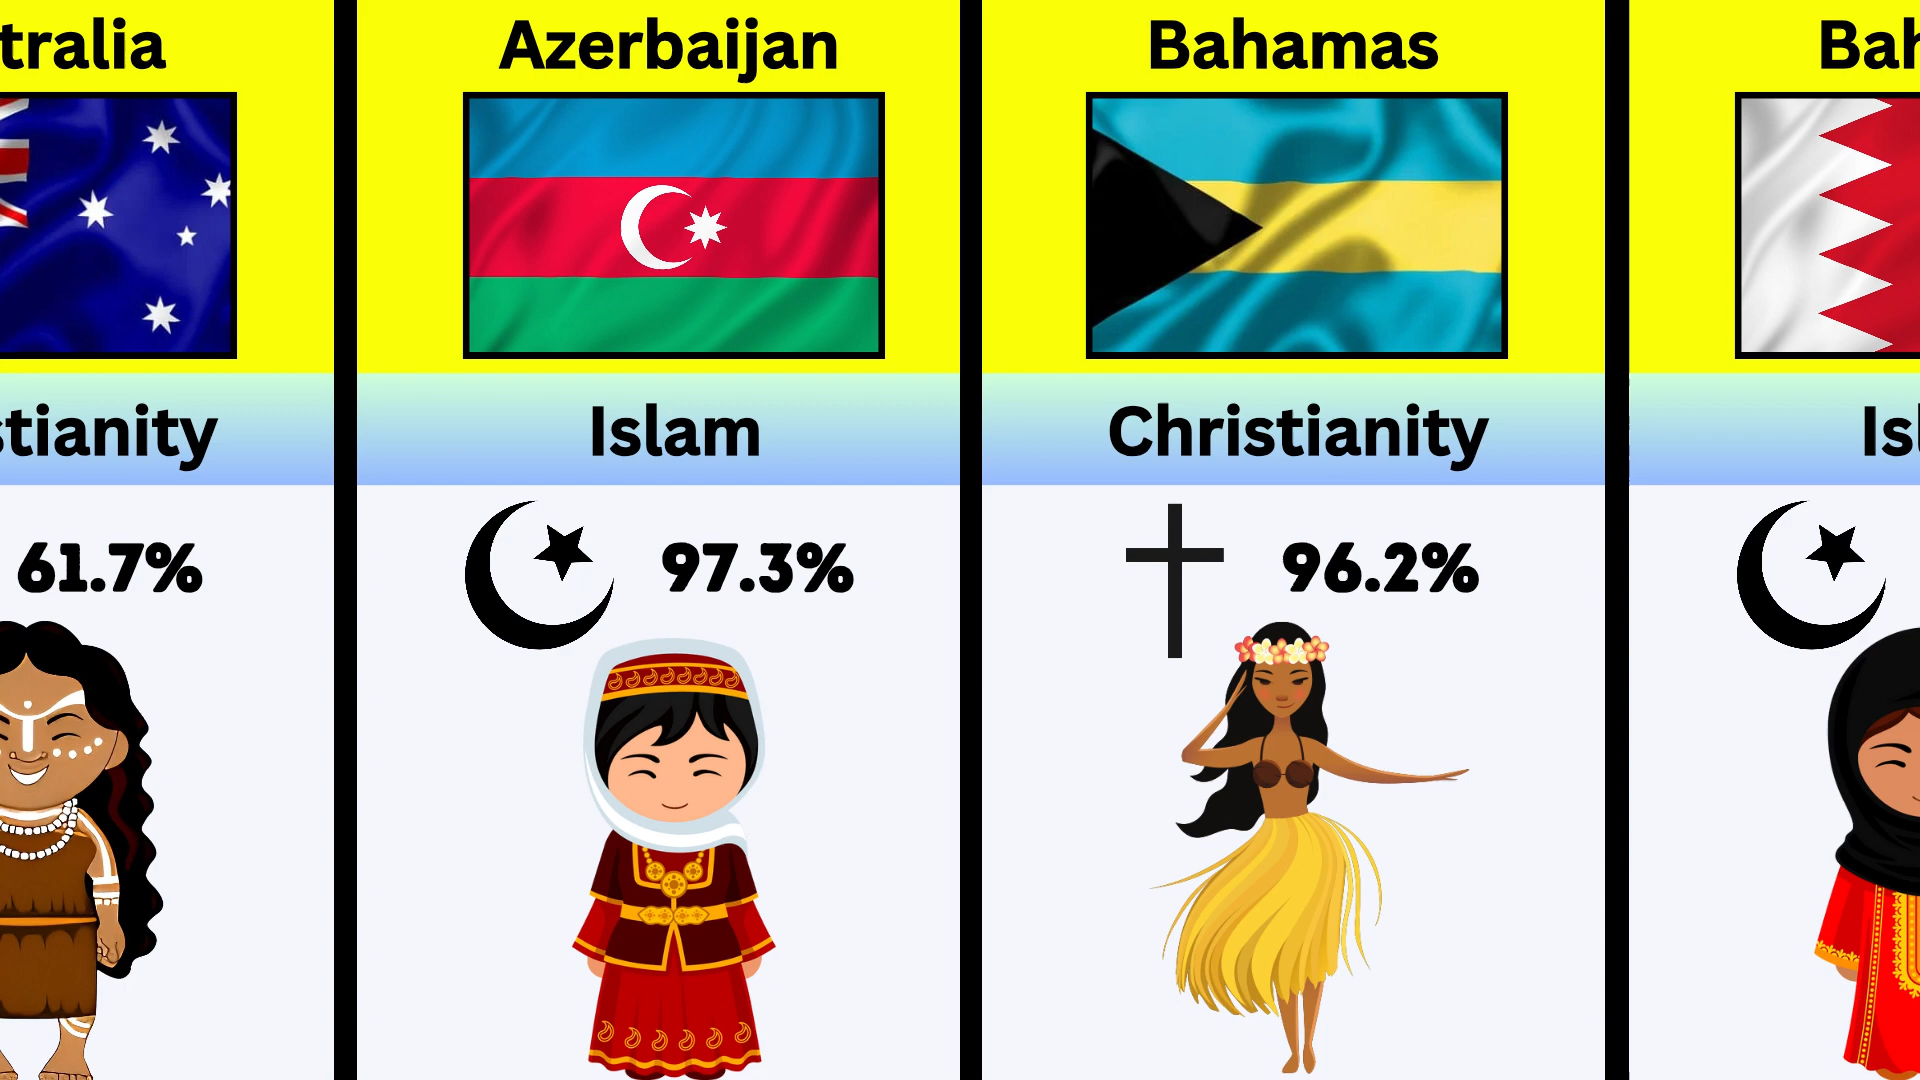 tralia
Azerbaijan
Bahamas
Bah
stianity
Islam
Christianity
Isl
61.7%
97.3%
96.2%